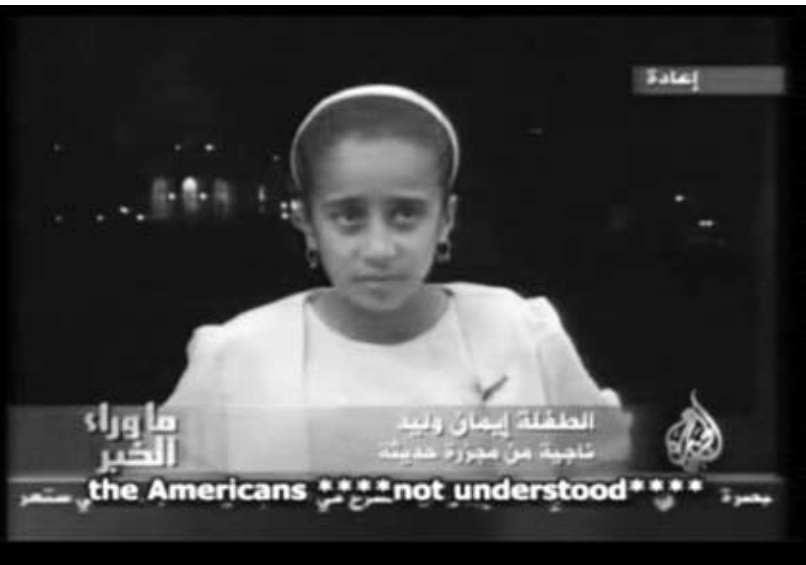 إعادة
ما وراء
الخبر
الطفلة إيمان وليد
ناجية من مجزرة حديثة
the Americans ****not understood****